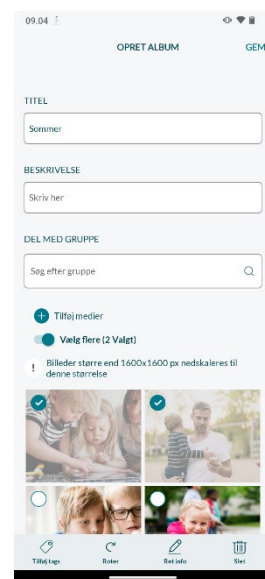 09.04
OPRET ALBUM
GEM
TITEL
Sommer
BESKRIVELSE
Skriv her
DEL MED GRUPPE
Søg efter gruppe
Tilføj medier
Vælg flere (2 Valgt)
! Billeder større end 1600x1600 px nedskaleres til
denne størrelse
Tilføj tags
Roter
Ret info
Slet